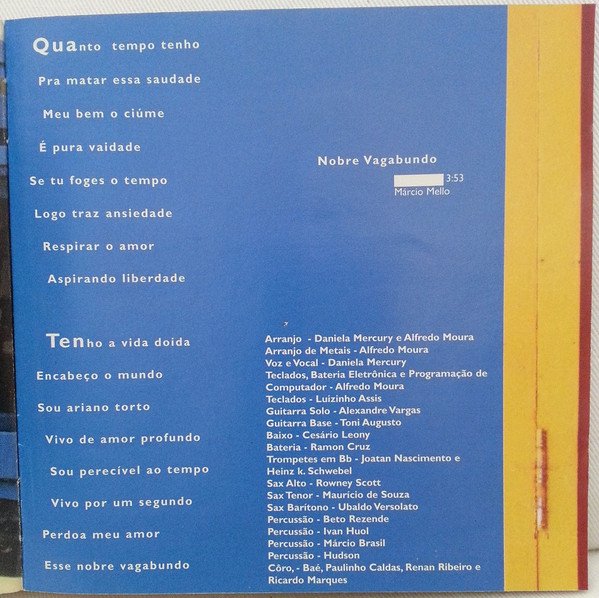 Quanto tempo tenho
Pra matar essa saudade
Meu bem o ciúme
É pura vaidade
Se tu foges o tempo
Logo traz ansiedade
Respirar o amor
Aspirando liberdade
Tenho a vida doída
Encabeço o mundo
Sou ariano torto
Vivo de amor profundo
Sou perecível ao tempo
Vivo por um segundo
Perdoa meu amor
Esse nobre vagabundo
Nobre Vagabundo
3:53
Márcio Mello
Arranjo - Daniela Mercury e Alfredo Moura
Arranjo de Metais - Alfredo Moura
Voz e Vocal - Daniela Mercury
Teclados, Bateria Eletrônica e Programação de
Computador - Alfredo Moura
Teclados - Luizinho Assis
Guitarra Solo - Alexandre Vargas
Guitarra Base - Toni Augusto
Baixo - Cesário Leony
Bateria - Ramon Cruz
Trompetes em Bb - Joatan Nascimento e
Heinz k. Schwebel
Sax Alto - Rowney Scott
Sax Tenor - Maurício de Souza
Sax Barítono - Ubaldo Versolato
Percussão - Beto Rezende
Percussão - Ivan Huol
Percussão - Márcio Brasil
Percussão - Hudson
Côro, - Baé, Paulinho Caldas, Renan Ribeiro e
Ricardo Marques